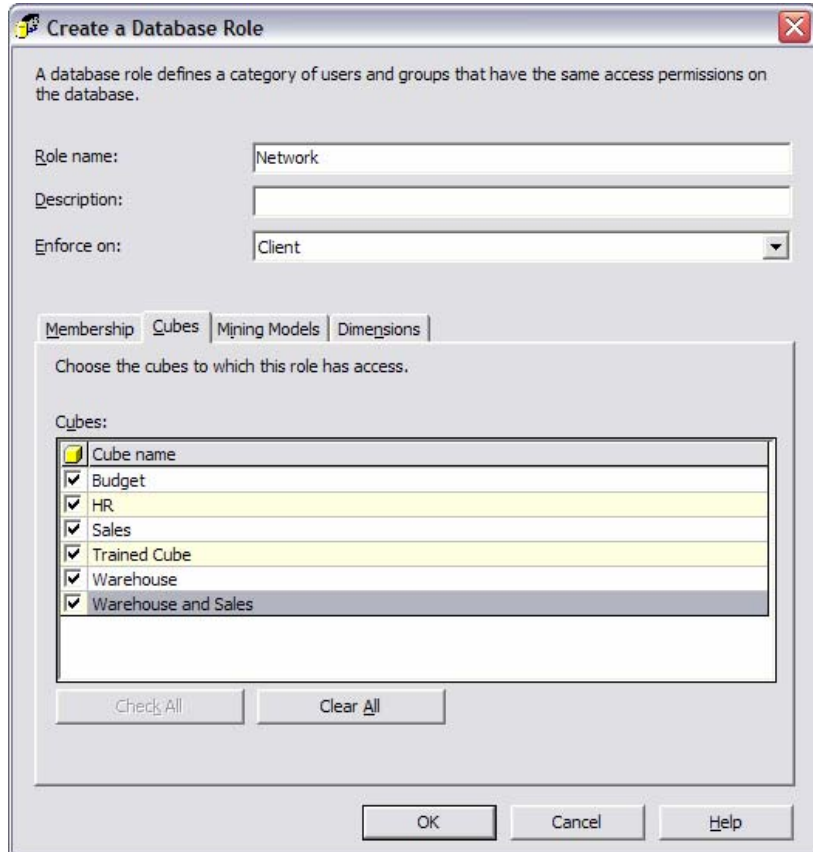 Create a Database Role
A database role defines a category of users and groups that have the same access permissions on
the database.
Role name: Network
Description:
Enforce on: Client
Membership Cubes Mining Models Dimensions
Choose the cubes to which this role has access.
Cubes:
Cube name
Budget
HR
Sales
Trained Cube
Warehouse
Warehouse and Sales
Check All Clear All
OK Cancel Help